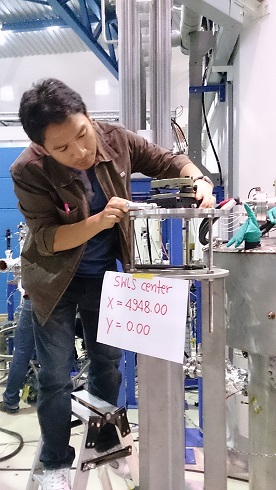 SWLS center
X = 4948.00
Y = 0.00